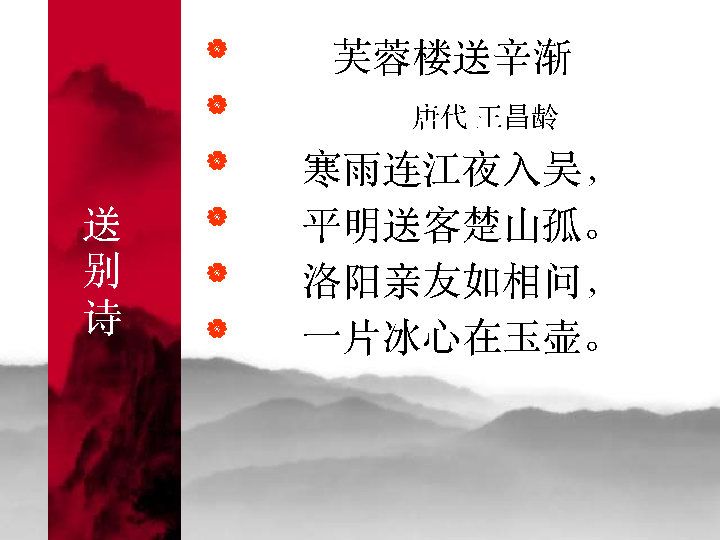 送别诗
芙蓉楼送辛渐
唐代 王昌龄
寒雨连江夜入吴，
平明送客楚山孤。
洛阳亲友如相问，
一片冰心在玉壶。